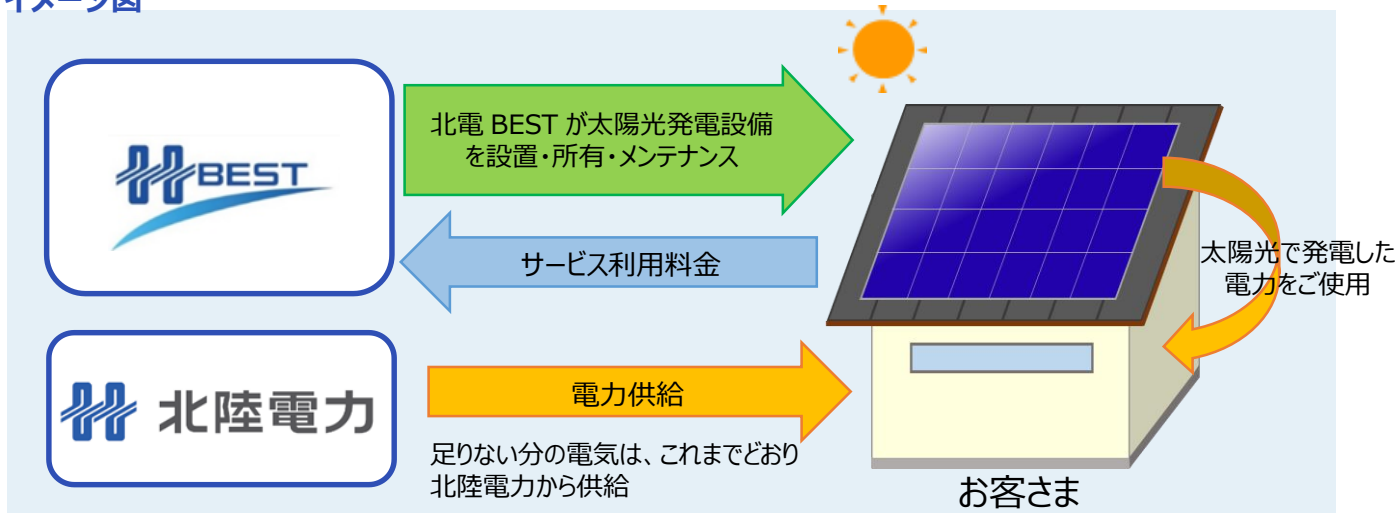 イメージ図
北電 BEST が太陽光発電設備
を設置・所有・メンテナンス
BEST
サービス利用料金
太陽光で発電した
電力をご使用
北陸電力
電力供給
足りない分の電気は、これまでどおり
北陸電力から供給
お客さま